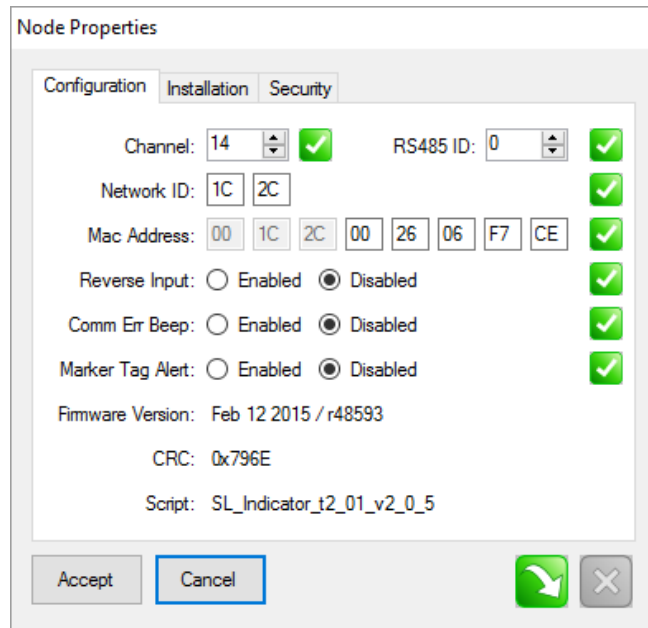 Node Properties
Configuration Installation Security
Channel: 14 RS485 ID: 0
Network ID: 1C 2C
Mac Address: 00 1C 2C 00 26 06 F7 CE
Reverse Input: Enabled Disabled
Comm Err Beep: Enabled Disabled
Marker Tag Alert: Enabled Disabled
Firmware Version: Feb 12 2015 / r48593
CRC: 0x796E
Script: SL_Indicator_t2_01_v2_0_5
Accept Cancel